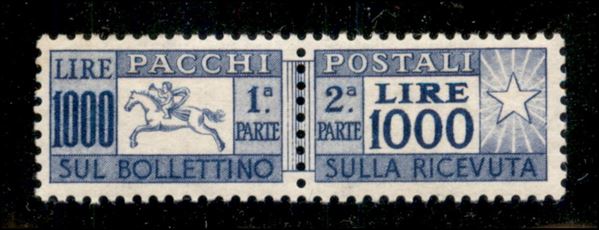 LIRE
1000
PACCHI
1ª
PARTE
SUL BOLLETTINO
POSTALI
2ª
PARTE
LIRE
1000
SULLA RICEVUTA